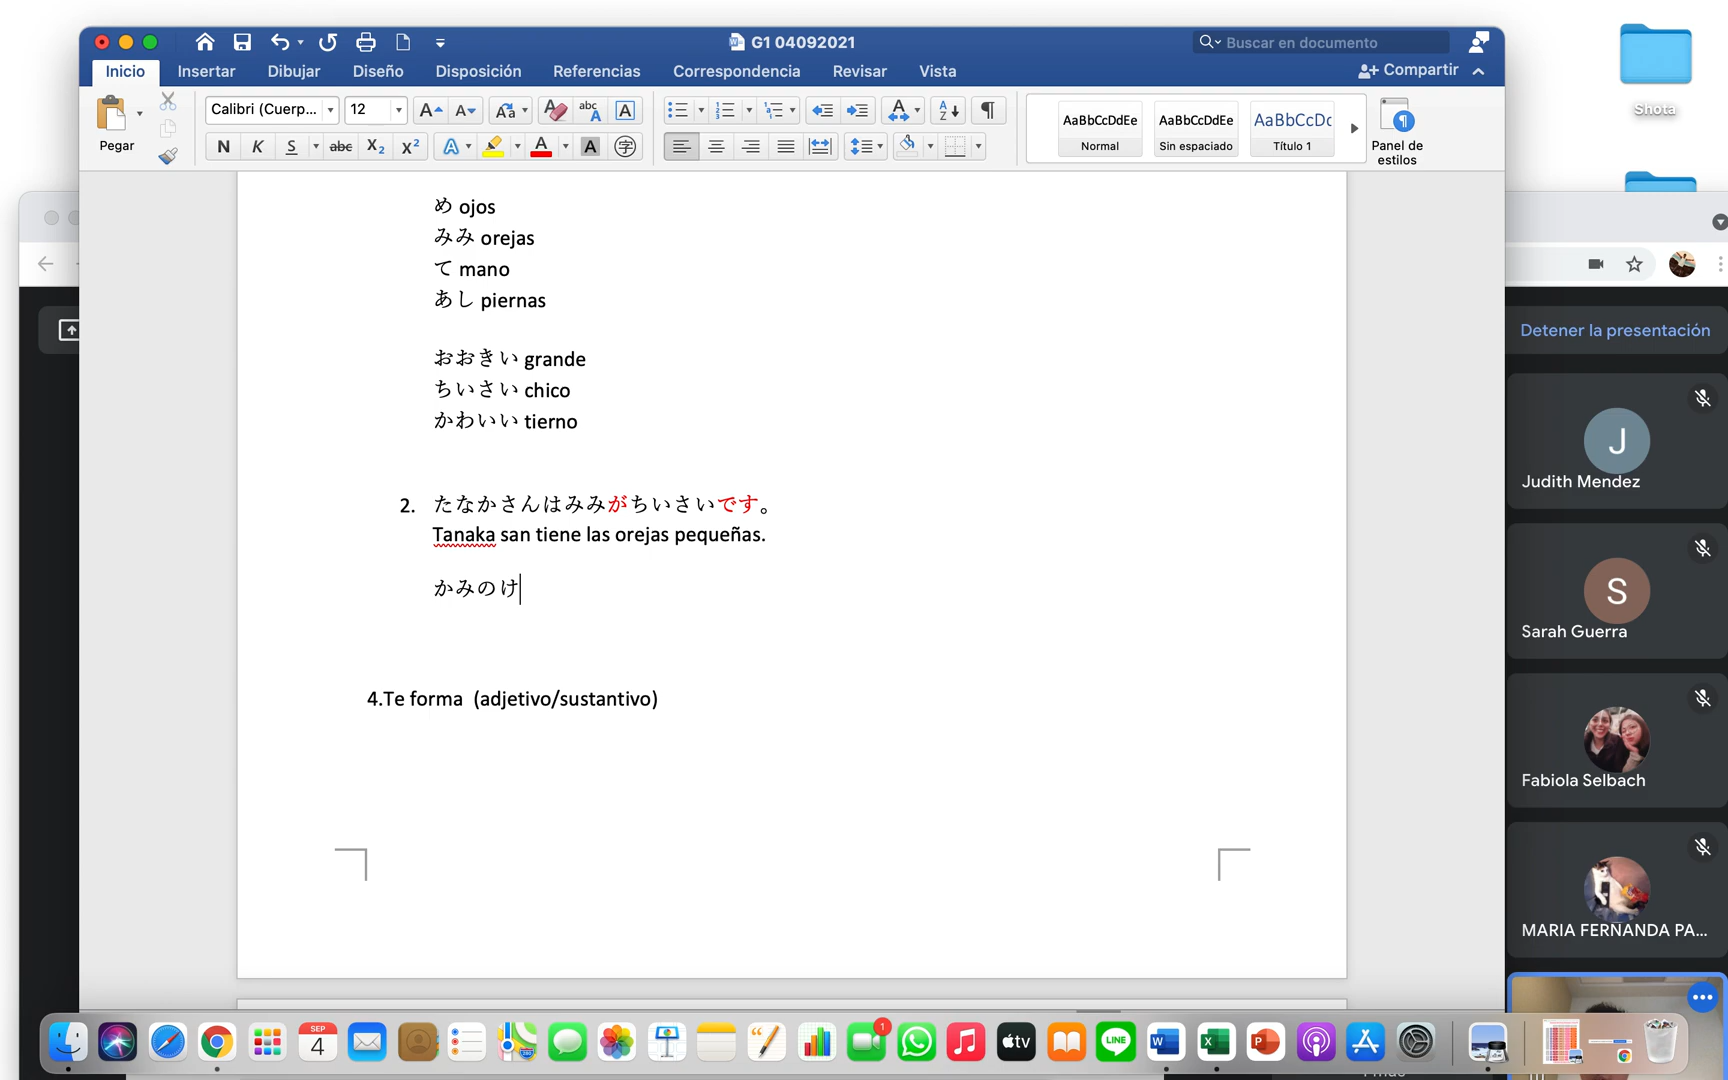 G1 04092021
Buscar en documento
Inicio
Insertar
Dibujar
Diseño
Disposición
Referencias
Correspondencia
Revisar
Vista
Compartir
Pegar
Calibri (Cuerp...
12
AaBbCcDdEe
Normal
AaBbCcDdEe
Sin espaciado
AaBbCcDc
Título 1
Panel de
estilos
め ojos
みみ orejas
て mano
あし piernas
おおきい grande
ちいさい chico
かわいい tierno
2. たなかさんはみみがちいさいです。
Tanaka san tiene las orejas pequeñas.
かみのけ
4.Te forma (adjetivo/sustantivo)
Shota
Detener la presentación
J
Judith Mendez
S
Sarah Guerra
Fabiola Selbach
MARIA FERNANDA PA...
SEP
4
1
tv
LINE